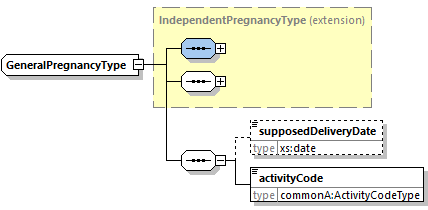 IndependentPregnancyType (extension)
GeneralPregnancyType
supposedDeliveryDate
type xs:date
activityCode
type commonA:ActivityCodeType